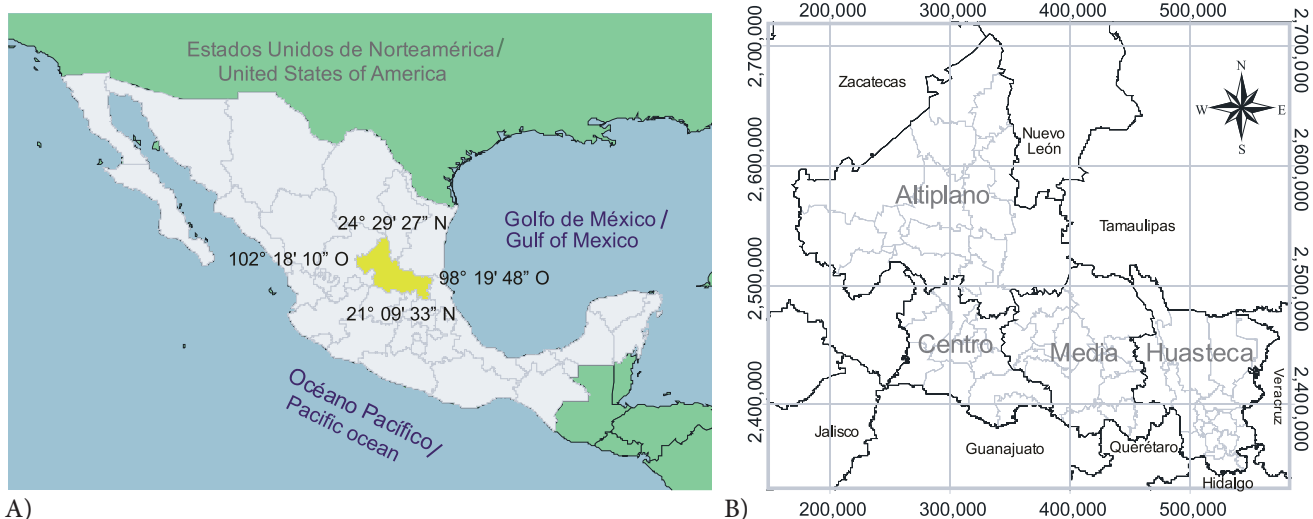 Estados Unidos de Norteamérica/
United States of America
24° 29' 27” N
Golfo de México /
Gulf of Mexico
102° 18' 10” O
98° 19' 48” O
21° 09' 33” N
Océano Pacífico/
Pacific ocean
A)
200,000 300,000 400,000 500,000
2,700,000
2,600,000
2,500,000
2,400,000
Zacatecas
Nuevo
León
N
W E
S
Altiplano
Tamaulipas
Centro Media Huasteca
Veracruz
Jalisco
Guanajuato
Querétaro
Hidalgo
2,700,000
2,600,000
2,500,000
2,400,000
200,000 300,000 400,000 500,000
B)